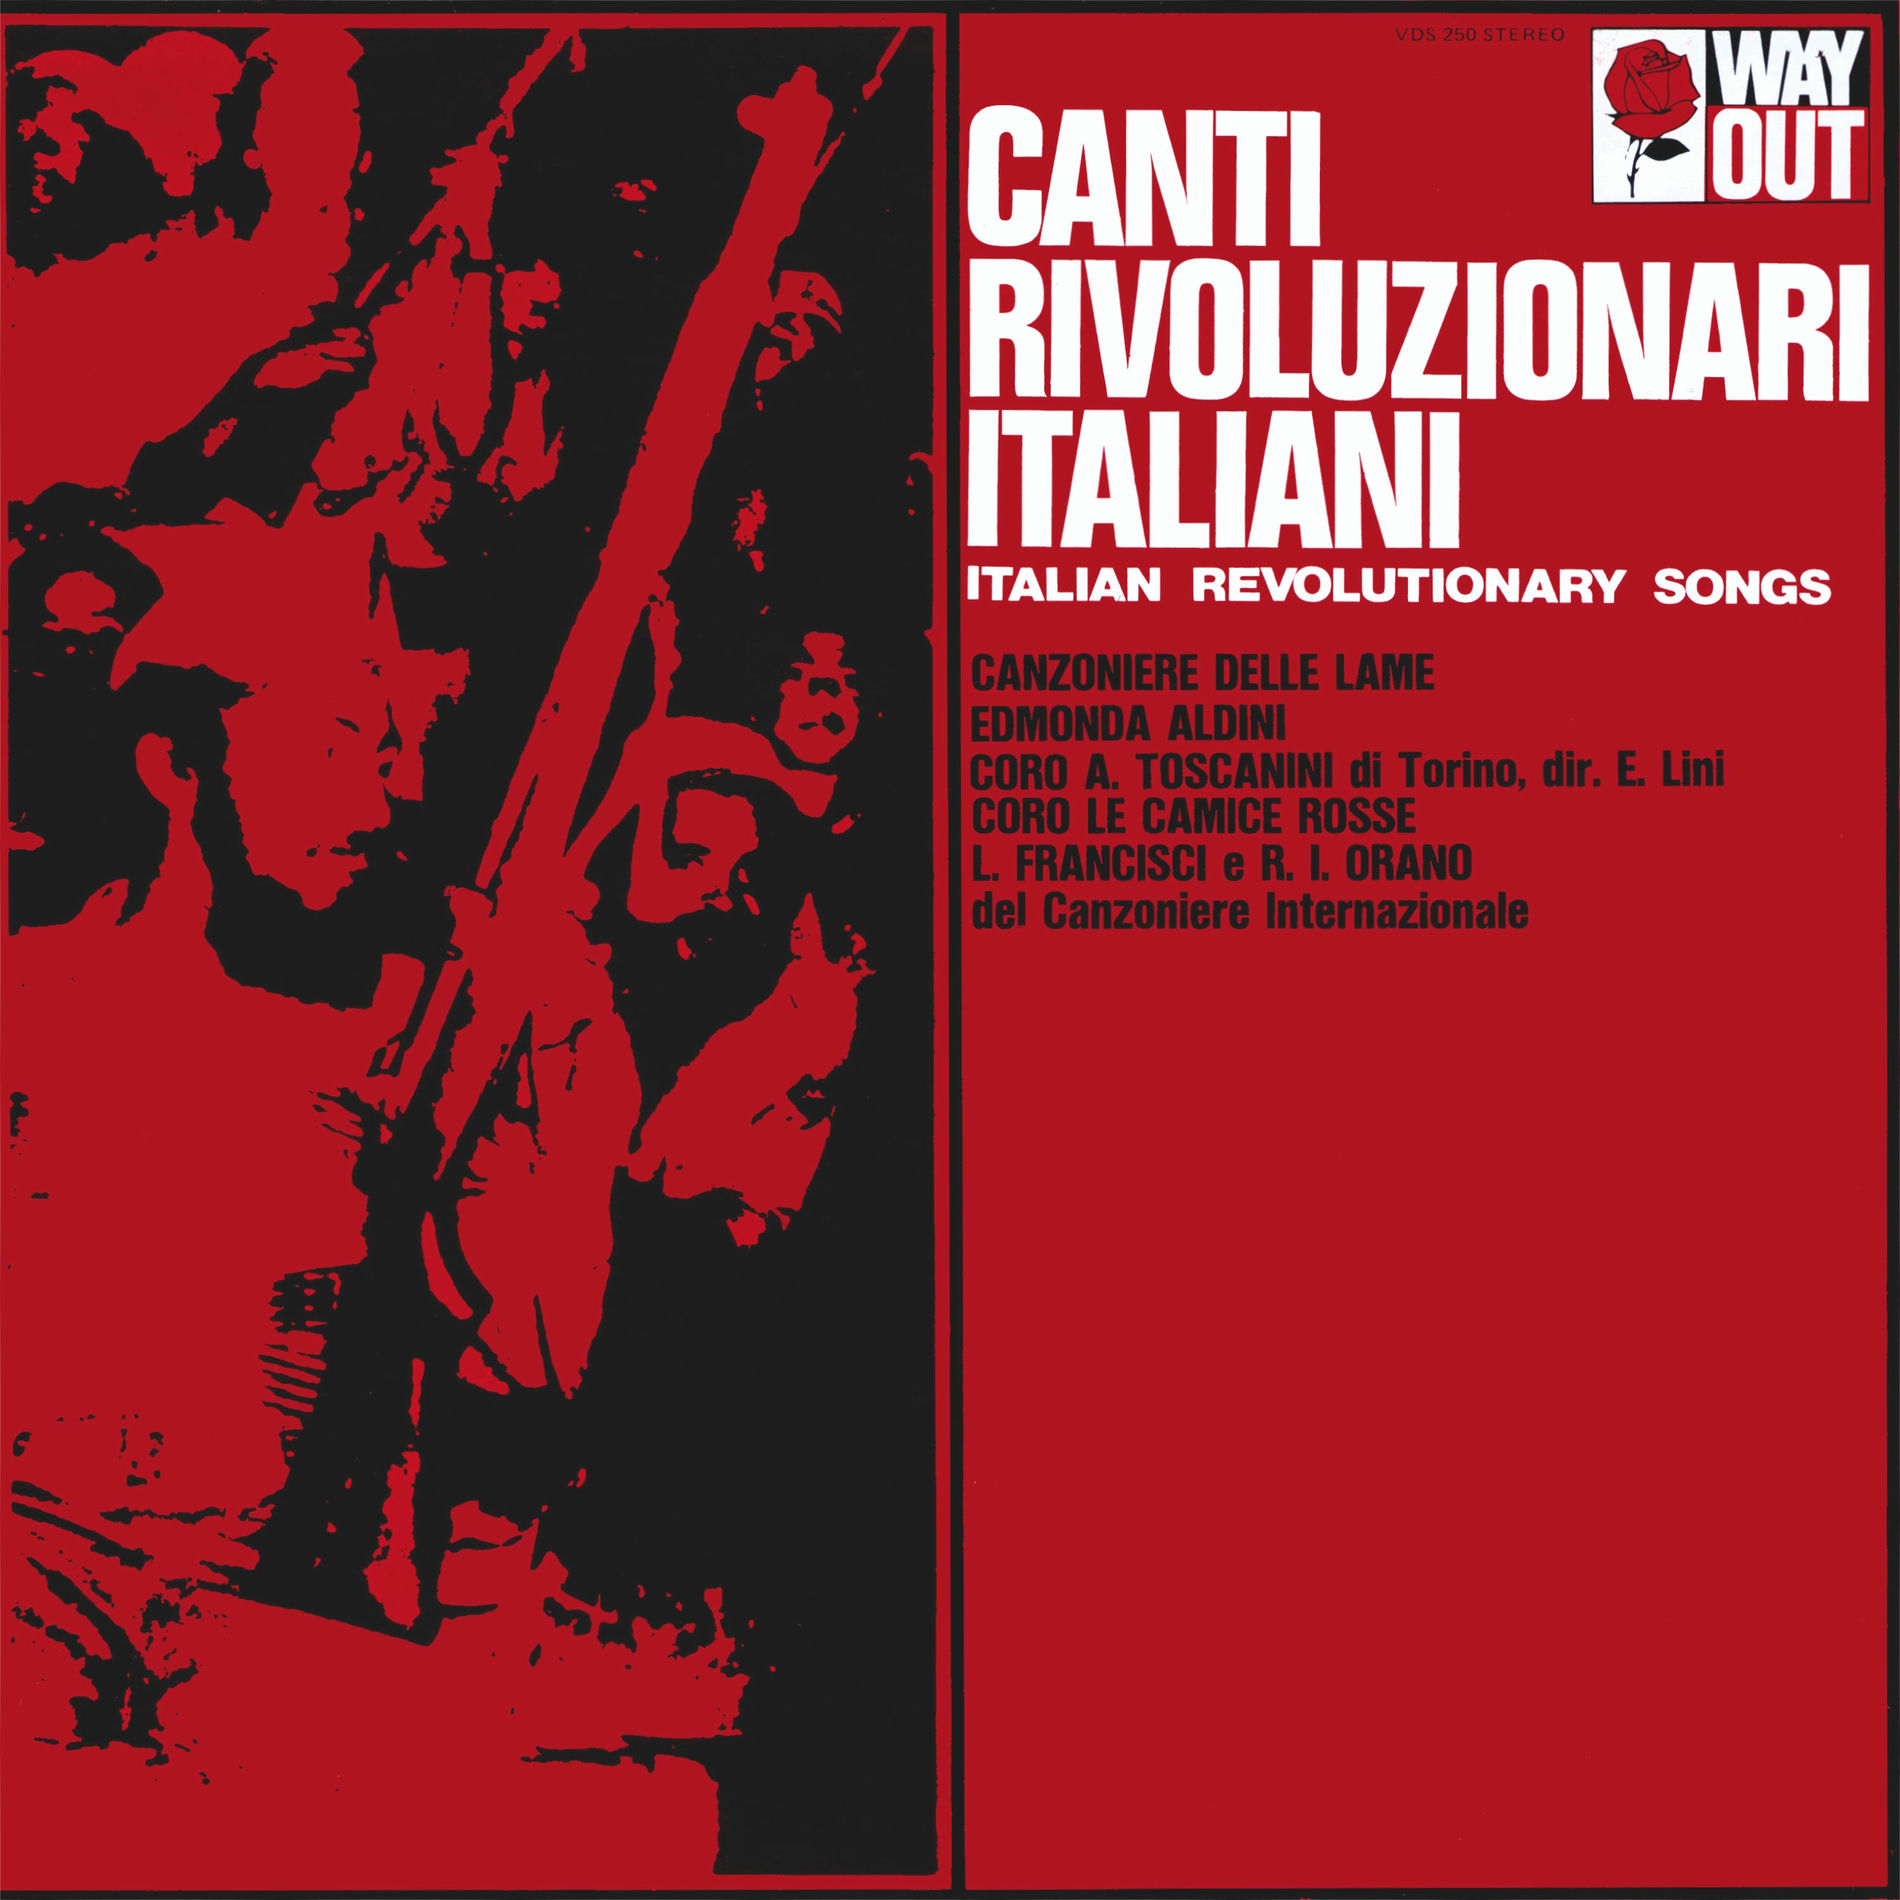 VDS 250 STEREO
WAY
OUT
CANTI
RIVOLUZIONARI
ITALIANI
ITALIAN REVOLUTIONARY SONGS
CANZONIERE DELLE LAME
EDMONDA ALDINI
CORO A. TOSCANINI di Torino, dir. E. Lini
CORO LE CAMICE ROSSE
L. FRANCISCI e R. I. ORANO
del Canzoniere Internazionale